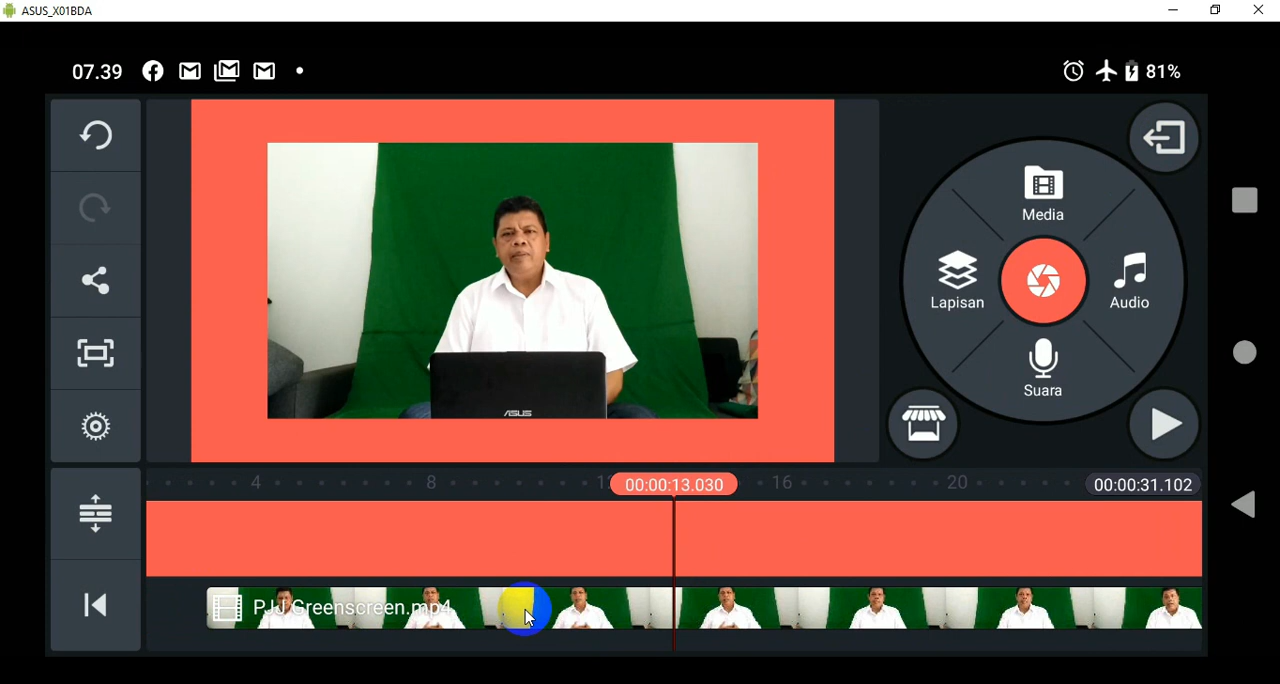 ASUS_X01BDA
07.39
81%
Media
Lapisan
Audio
Suara
ASUS
4
8
00:00:13.030
16
20
00:00:31.102
PJJ Greenscreen.mp4